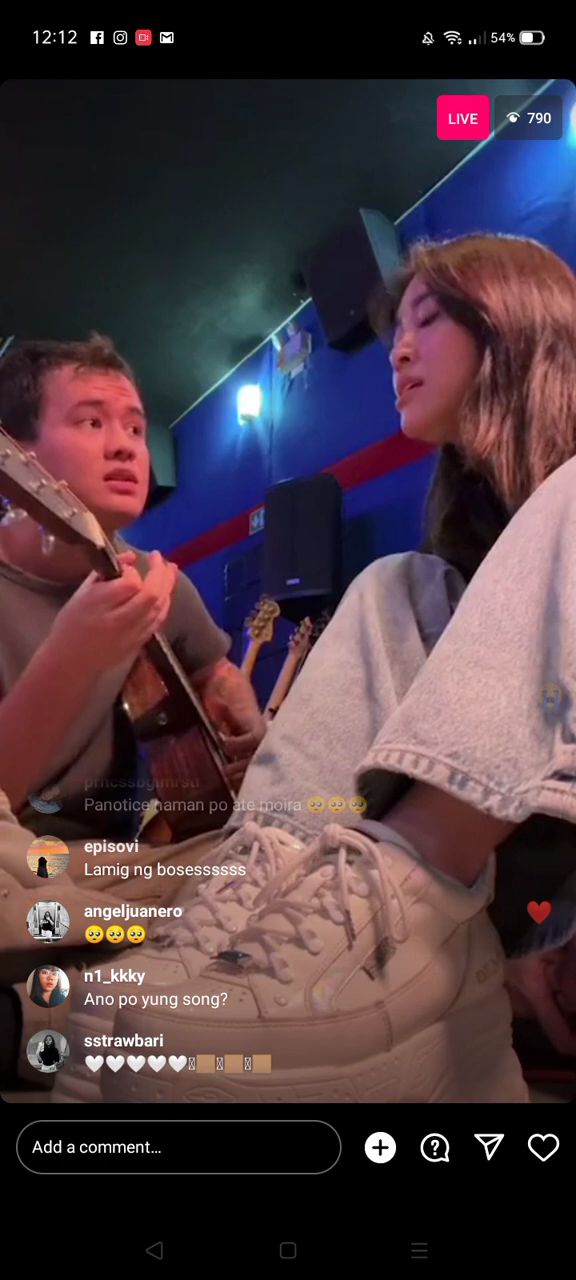 12:12
54%
LIVE
790
Panotice naman po ate moira 🥺🥺🥺
episovi
Lamig ng bosessssss
angeljuanero
🥺🥺🥺
n1_kkky
Ano po yung song?
sstrawbari
🤍🤍🤍🤍🤍
Add a comment…